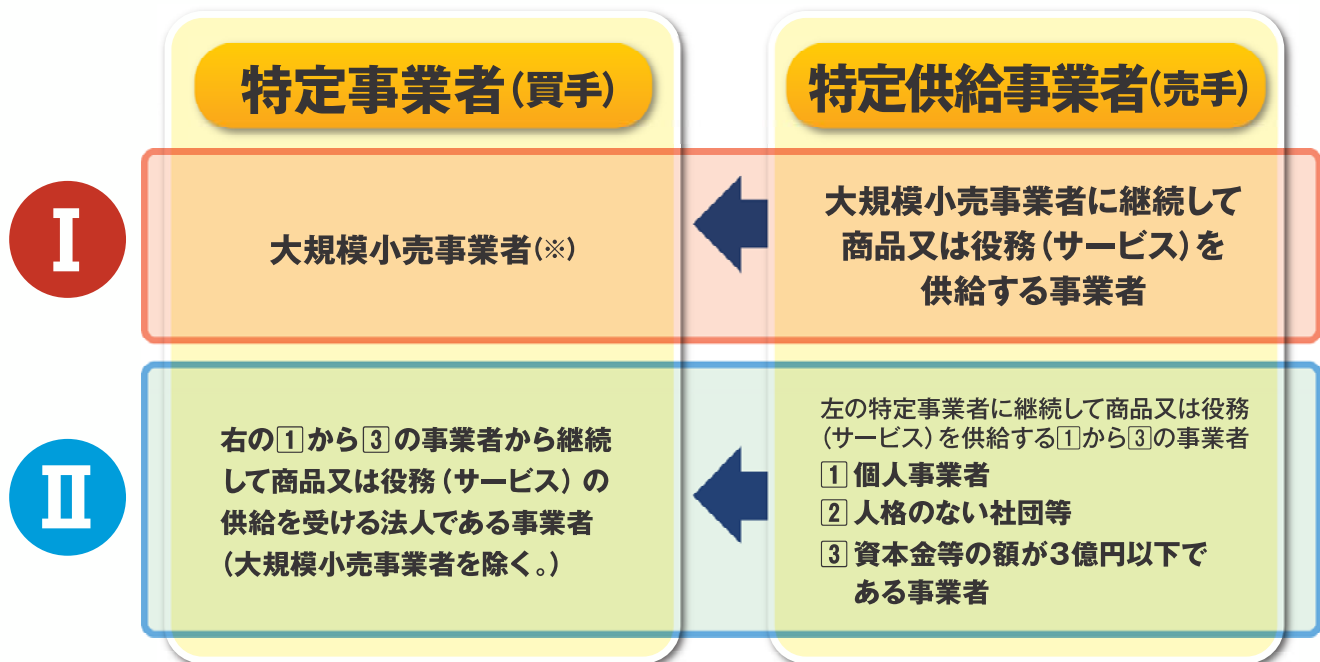 特定事業者(買手)
特定供給事業者(売手)
I
大規模小売事業者(※)
大規模小売事業者に継続して
商品又は役務(サービス)を
供給する事業者
II
右の1から3の事業者から継続
して商品又は役務(サービス)の
供給を受ける法人である事業者
(大規模小売事業者を除く。)
左の特定事業者に継続して商品又は役務
(サービス)を供給する1から3の事業者
1 個人事業者
2 人格のない社団等
3 資本金等の額が3億円以下で
ある事業者